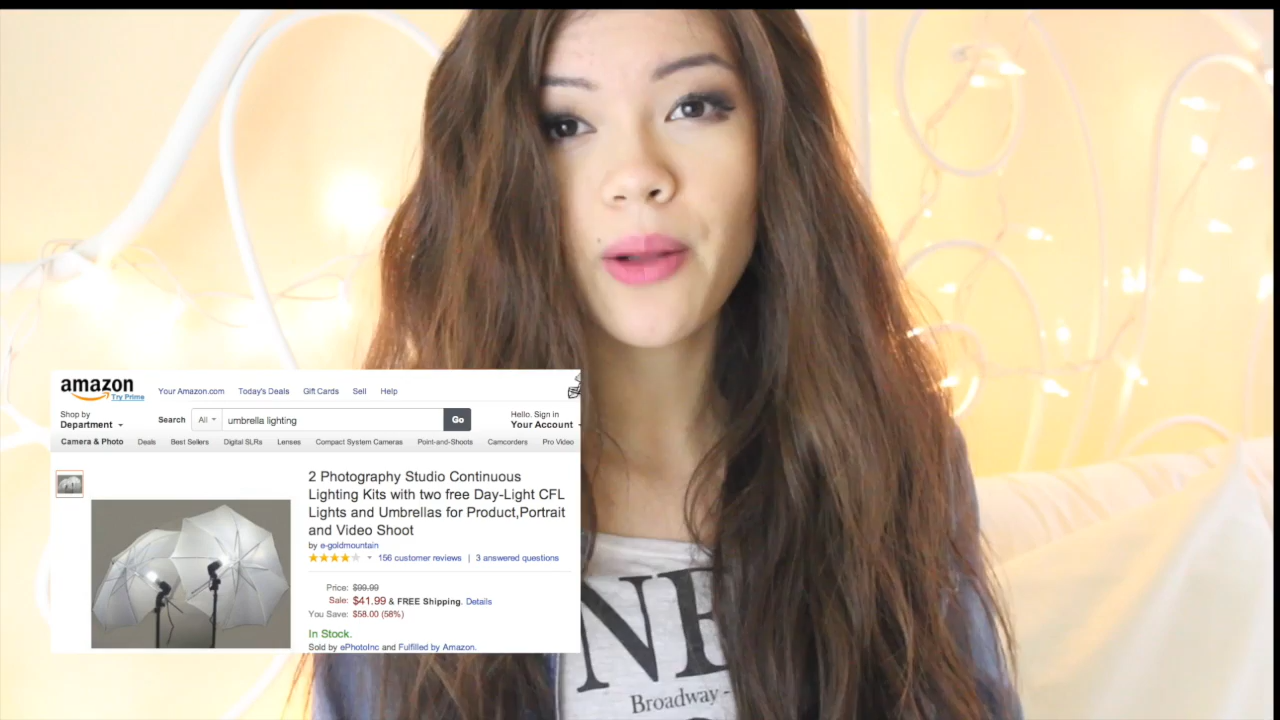 amazon
Try Prime
Your Amazon.com Today's Deals Gift Cards Sell Help
Shop by
Department
Search All umbrella lighting Go
Hello. Sign in
Your Account
Camera & Photo Deals Best Sellers Digital SLRs Lenses Compact System Cameras Point-and-Shoots Camcorders Pro Video
2 Photography Studio Continuous
Lighting Kits with two free Day-Light CFL
Lights and Umbrellas for Product,Portrait
and Video Shoot
by e-goldmountain
156 customer reviews | 3 answered questions
Price: $99.99
Sale: $41.99 & FREE Shipping. Details
You Save: $58.00 (58%)
In Stock.
Sold by ePhotoInc and Fulfilled by Amazon.
NE
Broadway -